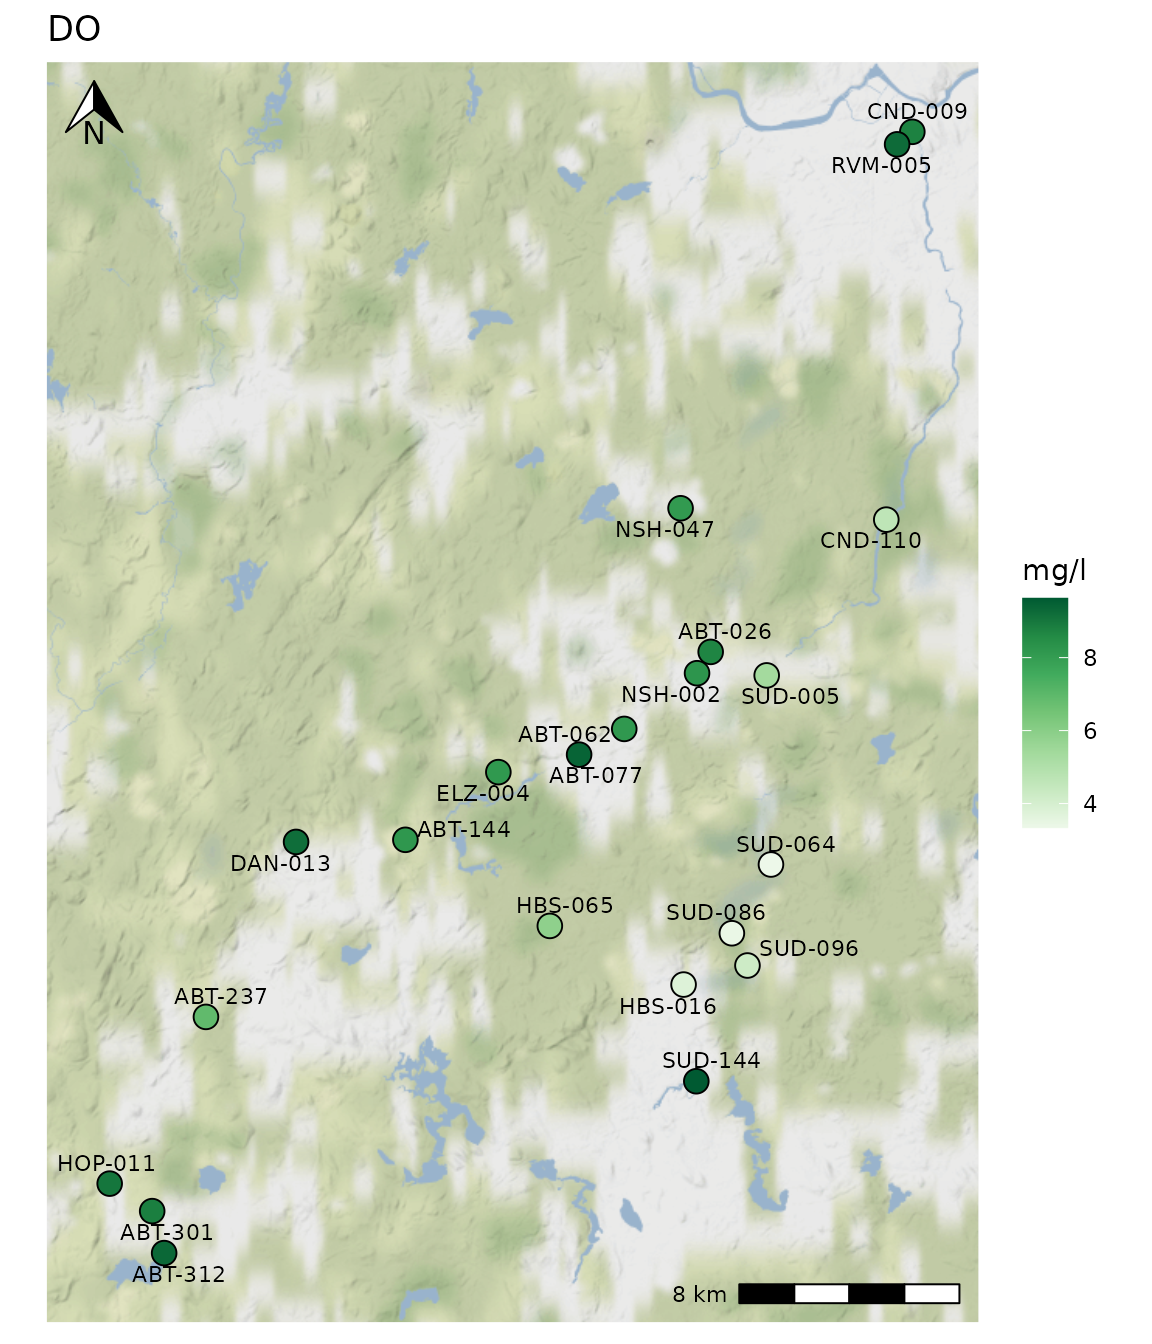 DO
N
CND-009
RVM-005
NSH-047
CND-110
mg/l
8
6
4
ABT-026
NSH-002
SUD-005
ABT-062
ABT-077
ELZ-004
ABT-144
DAN-013
SUD-064
HBS-065
SUD-086
SUD-096
ABT-237
HBS-016
SUD-144
HOP-011
ABT-301
ABT-312
8 km